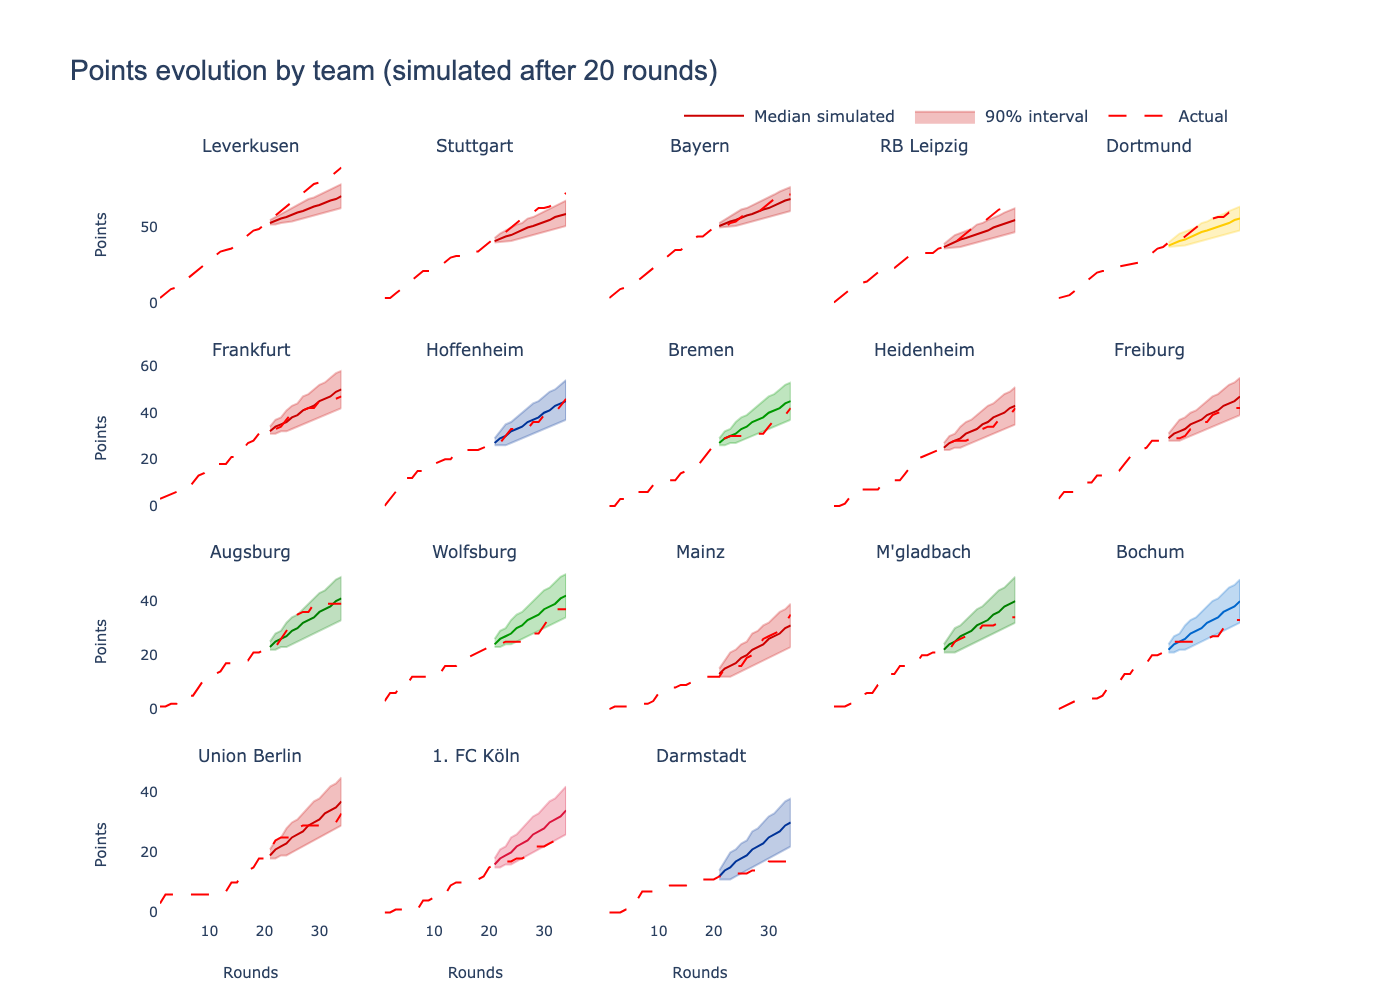 Points evolution by team (simulated after 20 rounds)
Median simulated 90% interval Actual
Leverkusen Stuttgart Bayern RB Leipzig Dortmund
Points
50
0
Frankfurt Hoffenheim Bremen Heidenheim Freiburg
Points
60
40
20
0
Augsburg Wolfsburg Mainz M'gladbach Bochum
Points
40
20
0
Union Berlin 1. FC Köln Darmstadt
Points
40
20
0
10 20 30 10 20 30 10 20 30
Rounds Rounds Rounds